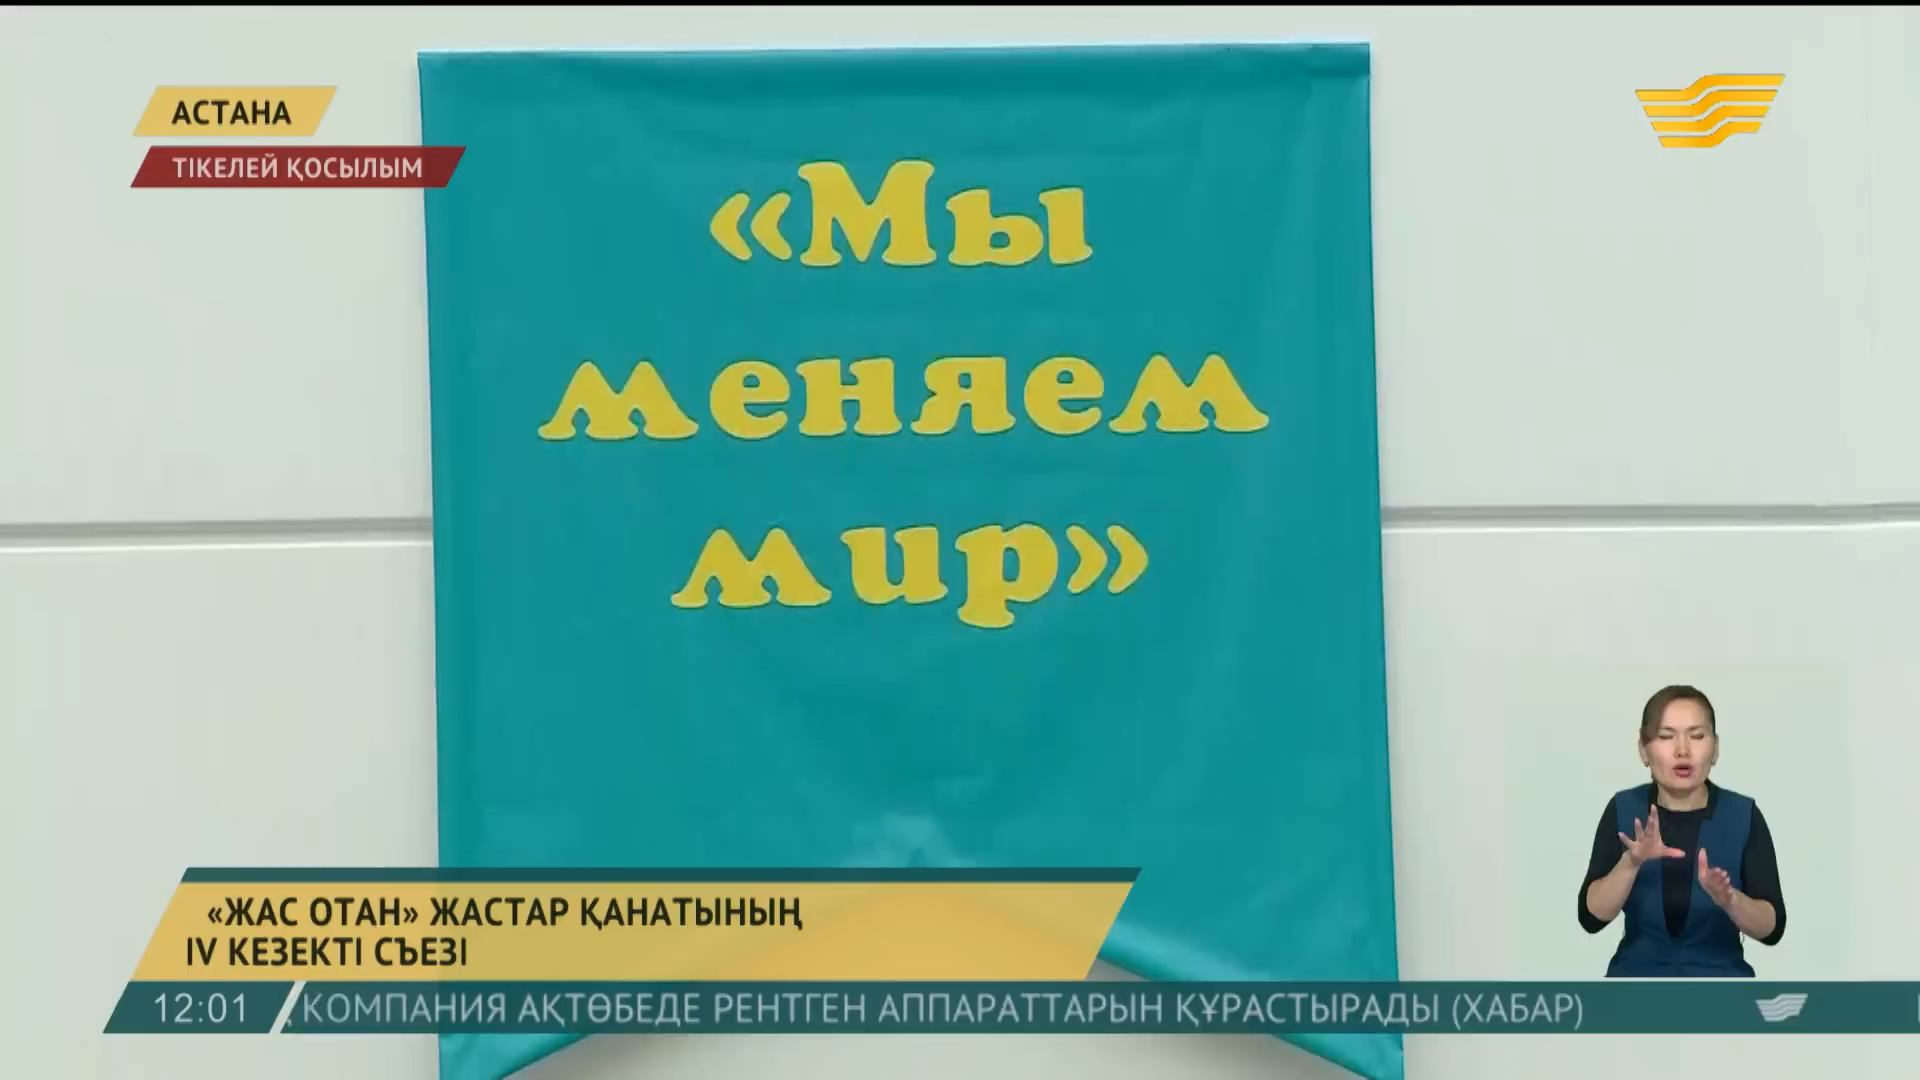 АСТАНА
ТІКЕЛЕЙ ҚОСЫЛЫМ
«Мы
меняем
мир»
«ЖАС ОТАН» ЖАСТАР ҚАНАТЫНЫҢ
IV КЕЗЕКТІ СЪЕЗІ
12:01
КОМПАНИЯ АҚТӨБЕДЕ РЕНТГЕН АППАРАТТАРЫН ҚҰРАСТЫРАДЫ (ХАБАР)